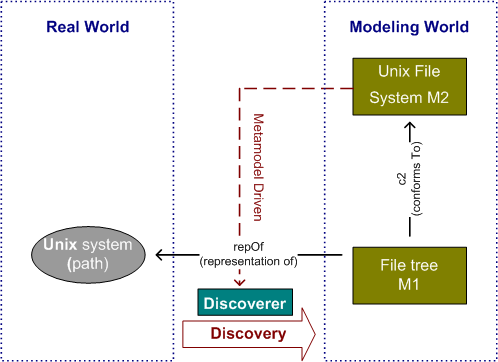 Real World
Modeling World
Unix File
System M2
Metamodel Driven
c2
(conforms To)
Unix system
(path)
repOf
(representation of)
File tree
M1
Discoverer
Discovery